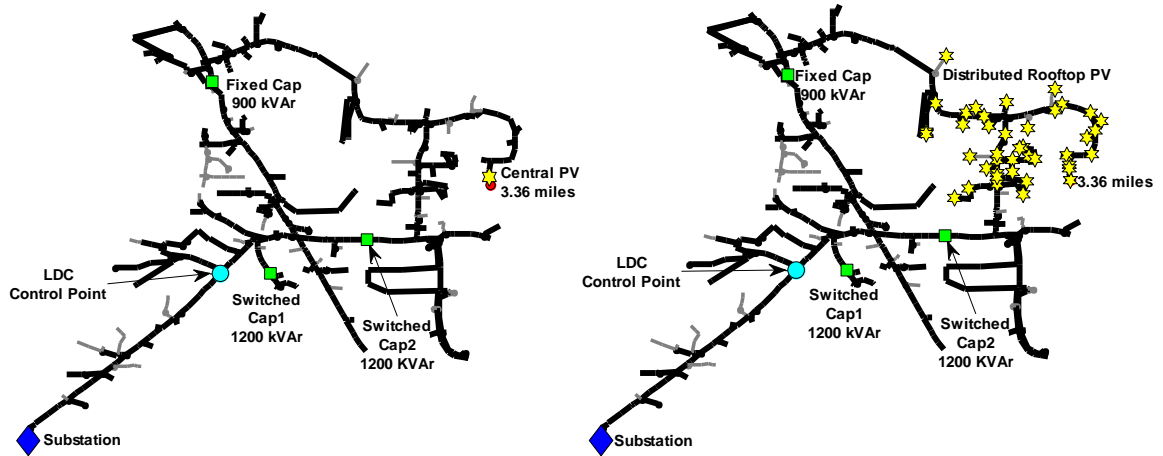 Fixed Cap
900 kVAr
Central PV
3.36 miles
LDC
Control Point
Switched
Cap1
1200 kVAr
Switched
Cap2
1200 KVAr
Substation
Distributed Rooftop PV
Fixed Cap
900 kVAr
3.36 miles
LDC
Control Point
Switched
Cap1
1200 kVAr
Switched
Cap2
1200 KVAr
Substation